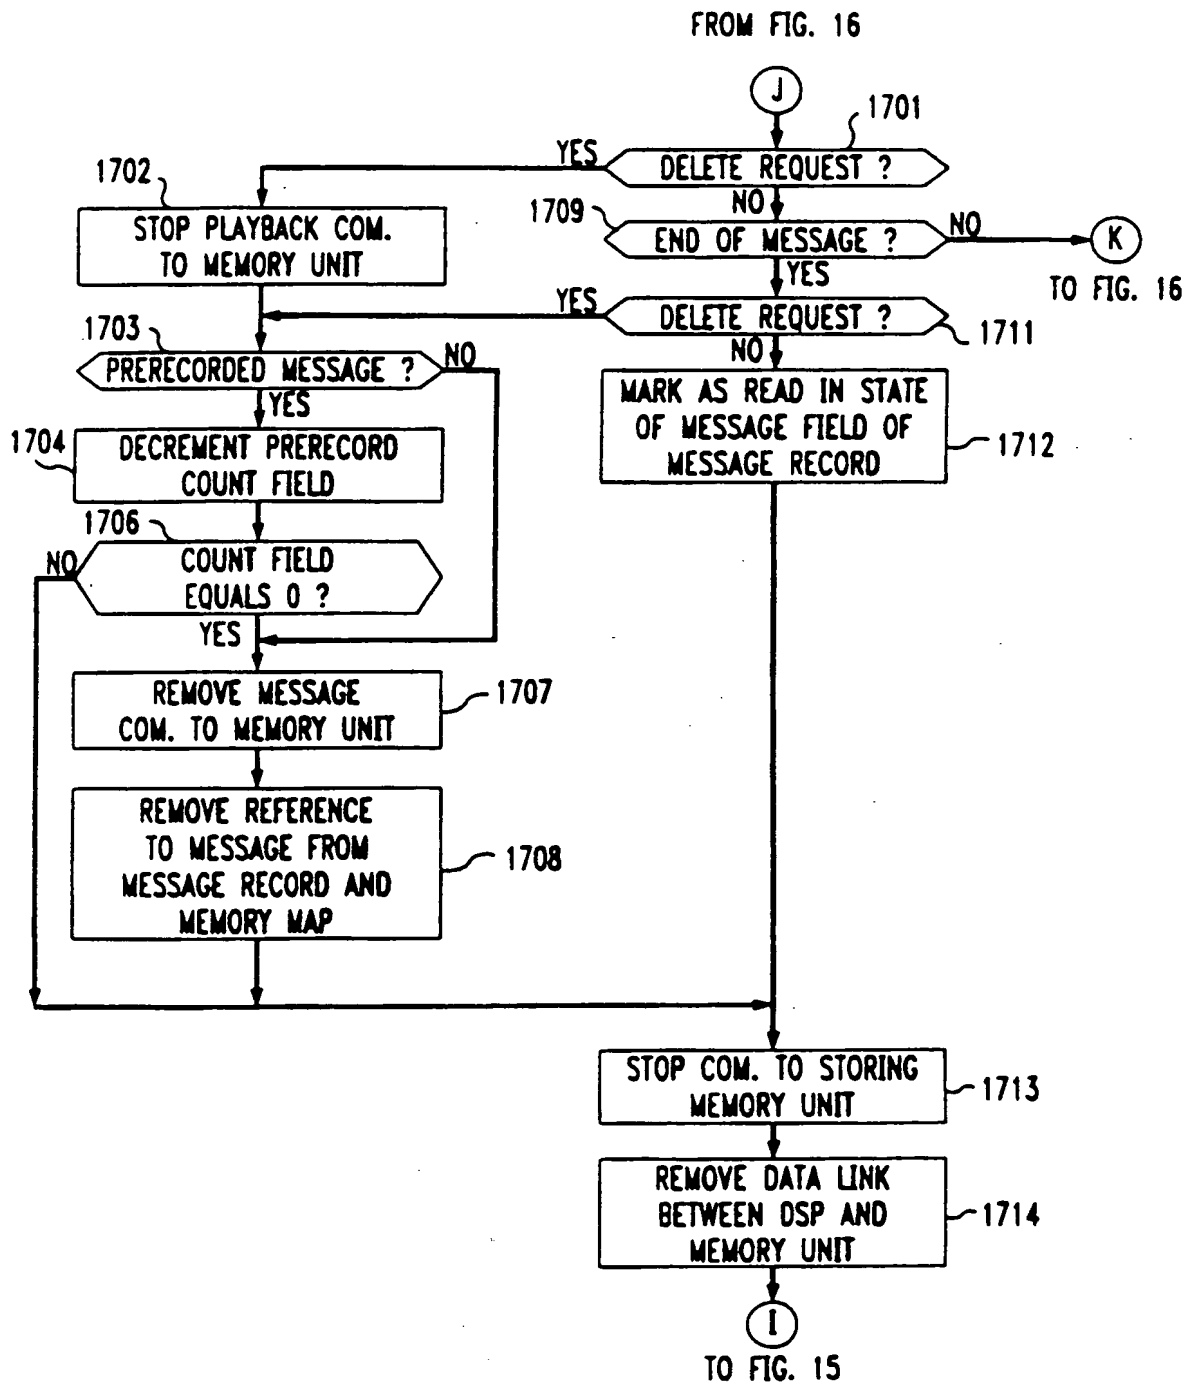 FROM FIG. 16
J
1701
DELETE REQUEST ?
YES
NO
1702
STOP PLAYBACK COM.
TO MEMORY UNIT
1709
END OF MESSAGE ?
NO
K
TO FIG. 16
YES
DELETE REQUEST ?
1711
YES
NO
1703
PRERECORDED MESSAGE ?
NO
YES
MARK AS READ IN STATE
OF MESSAGE FIELD OF
MESSAGE RECORD
1712
1704
DECREMENT PRERECORD
COUNT FIELD
1706
COUNT FIELD
EQUALS 0 ?
NO
YES
REMOVE MESSAGE
COM. TO MEMORY UNIT
1707
REMOVE REFERENCE
TO MESSAGE FROM
MESSAGE RECORD AND
MEMORY MAP
1708
STOP COM. TO STORING
MEMORY UNIT
1713
REMOVE DATA LINK
BETWEEN DSP AND
MEMORY UNIT
1714
I
TO FIG. 15